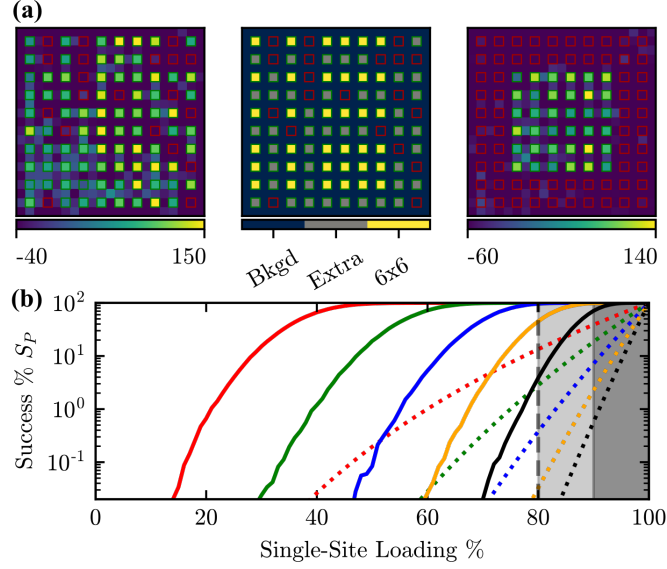 (a)
-40 150
Bkgd Extra 6x6
-60 140
(b)
Success % S_P
10^2
10^1
10^0
10^-1
0 20 40 60 80 100
Single-Site Loading %